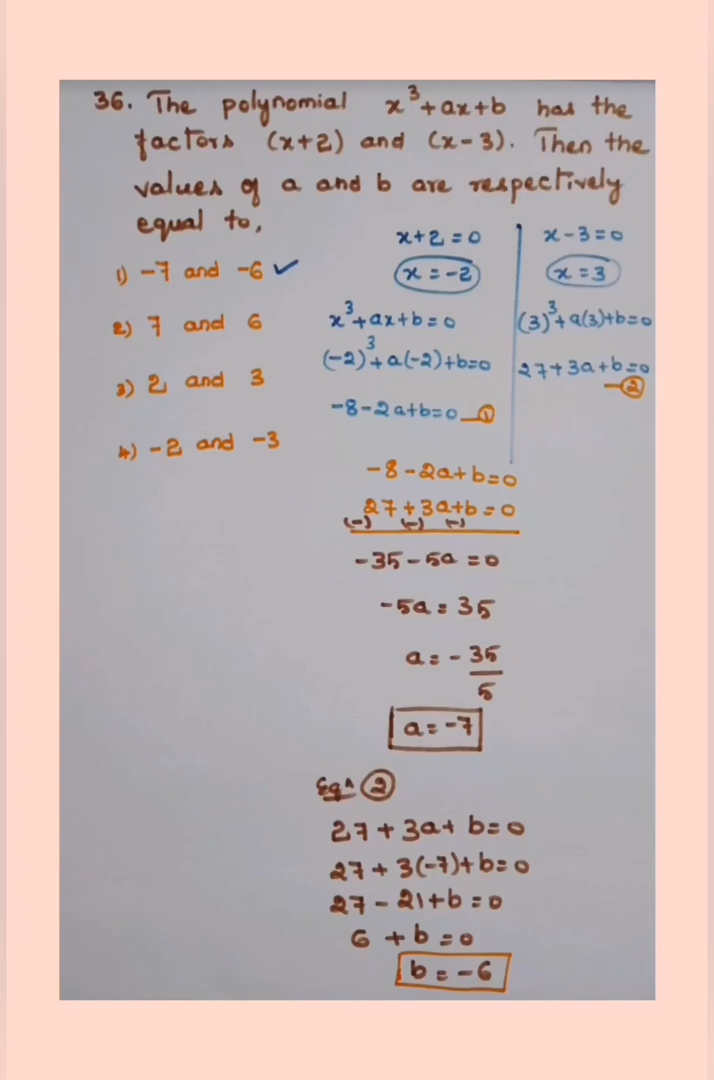 36. The polynomial x³+ax+b has the
factors (x+2) and (x-3). Then the
values of a and b are respectively
equal to,
1) -7 and -6 ✓
2) 7 and 6
3) 2 and 3
4) -2 and -3
x+2=0
x=-2
x³+ax+b=0
(-2)³+a(-2)+b=0
-8-2a+b=0 —①
x-3=0
x=3
(3)³+a(3)+b=0
27+3a+b=0
—②
-8-2a+b=0
27+3a+b=0
(-) (-) (-)
-35-5a=0
-5a=35
a=-35/5
a=-7
Eqⁿ ②
27+3a+b=0
27+3(-7)+b=0
27-21+b=0
6+b=0
b=-6